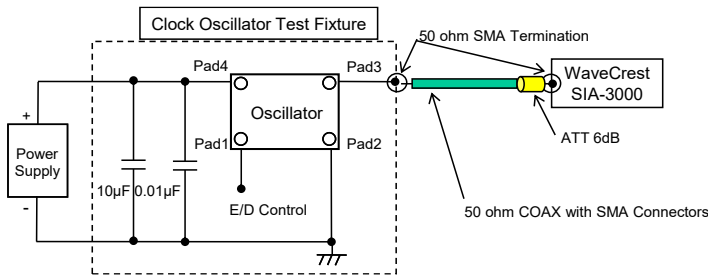 Clock Oscillator Test Fixture
50 ohm SMA Termination
Pad4
Pad3
WaveCrest
SIA-3000
Oscillator
+
Power
Supply
-
Pad1
Pad2
ATT 6dB
10µF
0.01µF
E/D Control
50 ohm COAX with SMA Connectors